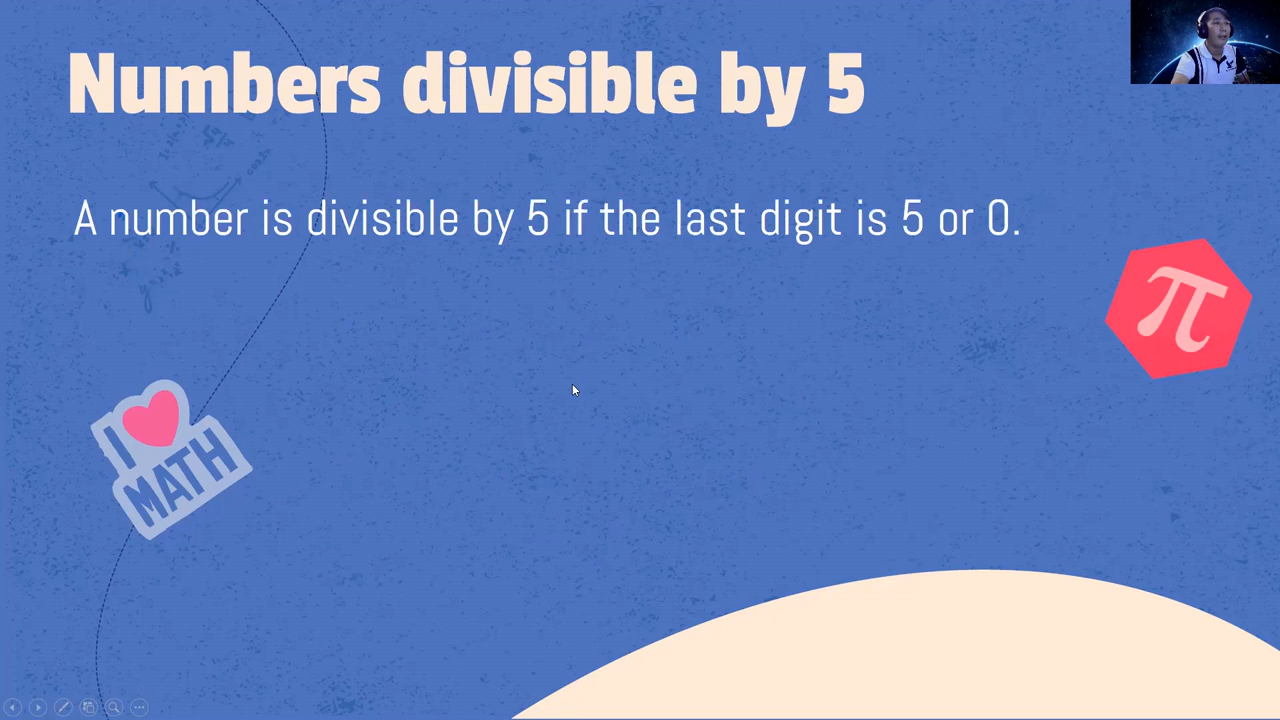 Numbers divisible by 5
A number is divisible by 5 if the last digit is 5 or 0.
π
I
MATH